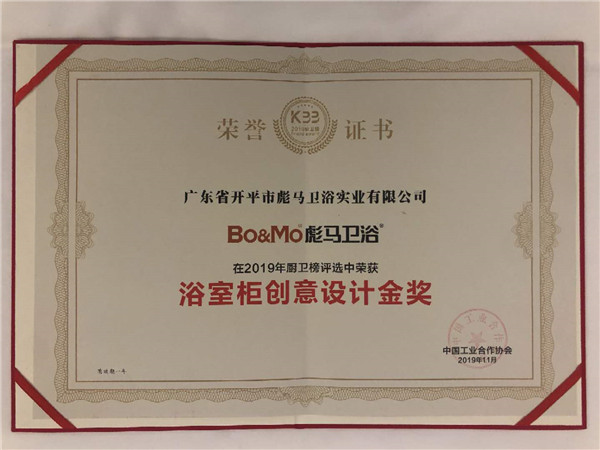 荣誉 KBB 证书
广东省开平市彪马卫浴实业有限公司
Bo&Mo® 彪马卫浴®
在2019年厨卫榜评选中荣获
浴室柜创意设计金奖
中国工业合作协会
2019年11月